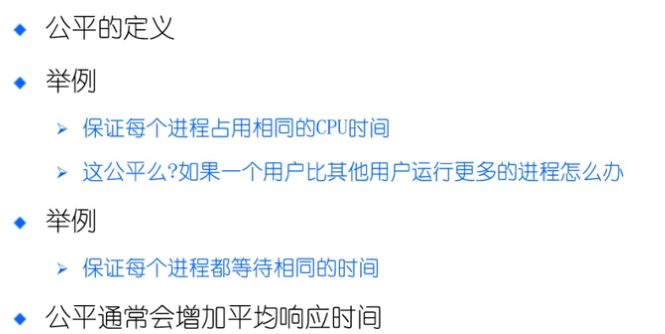 公平的定义
举例
保证每个进程占用相同的CPU时间
这公平么?如果一个用户比其他用户运行更多的进程怎么办
举例
保证每个进程都等待相同的时间
公平通常会增加平均响应时间